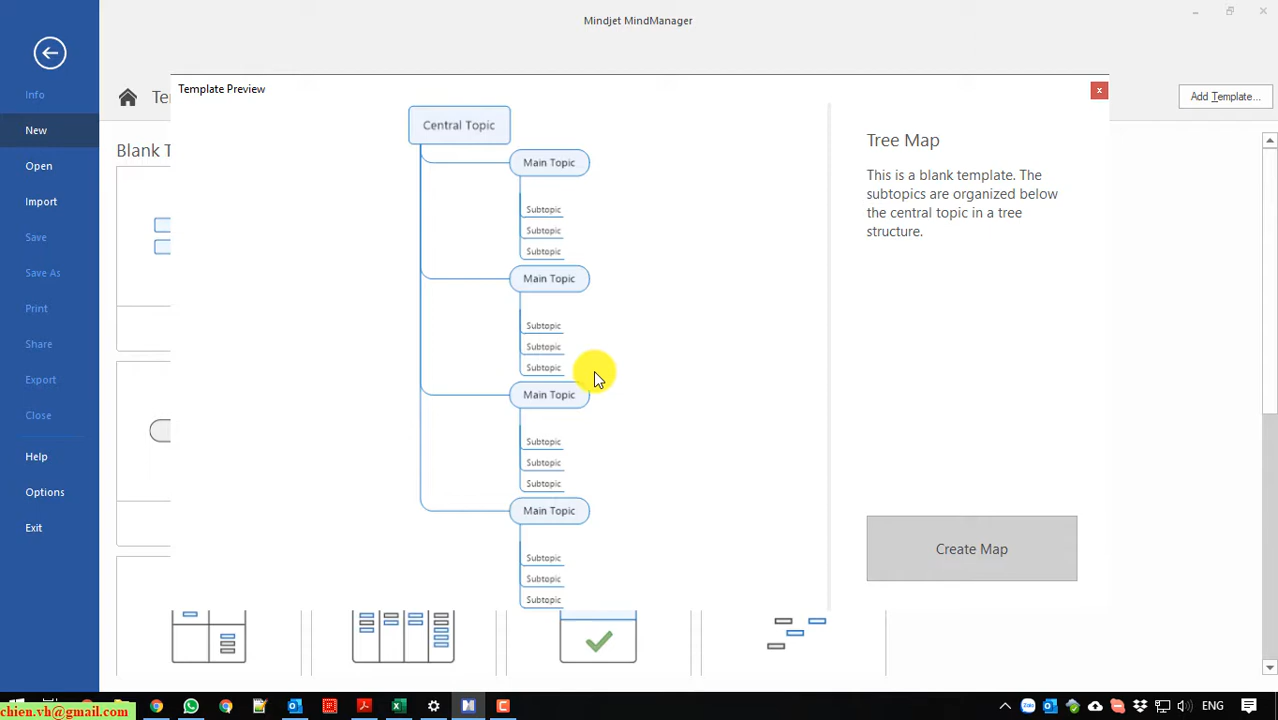 Mindjet MindManager
Info
New
Open
Import
Save
Save As
Print
Share
Export
Close
Help
Options
Exit
Te
Add Template...
Blank T
Template Preview
x
Central Topic
Main Topic
Subtopic
Subtopic
Subtopic
Main Topic
Subtopic
Subtopic
Subtopic
Main Topic
Subtopic
Subtopic
Subtopic
Main Topic
Subtopic
Subtopic
Subtopic
Tree Map
This is a blank template. The
subtopics are organized below
the central topic in a tree
structure.
Create Map
chien.vh@gmail.com
Zalo
ENG